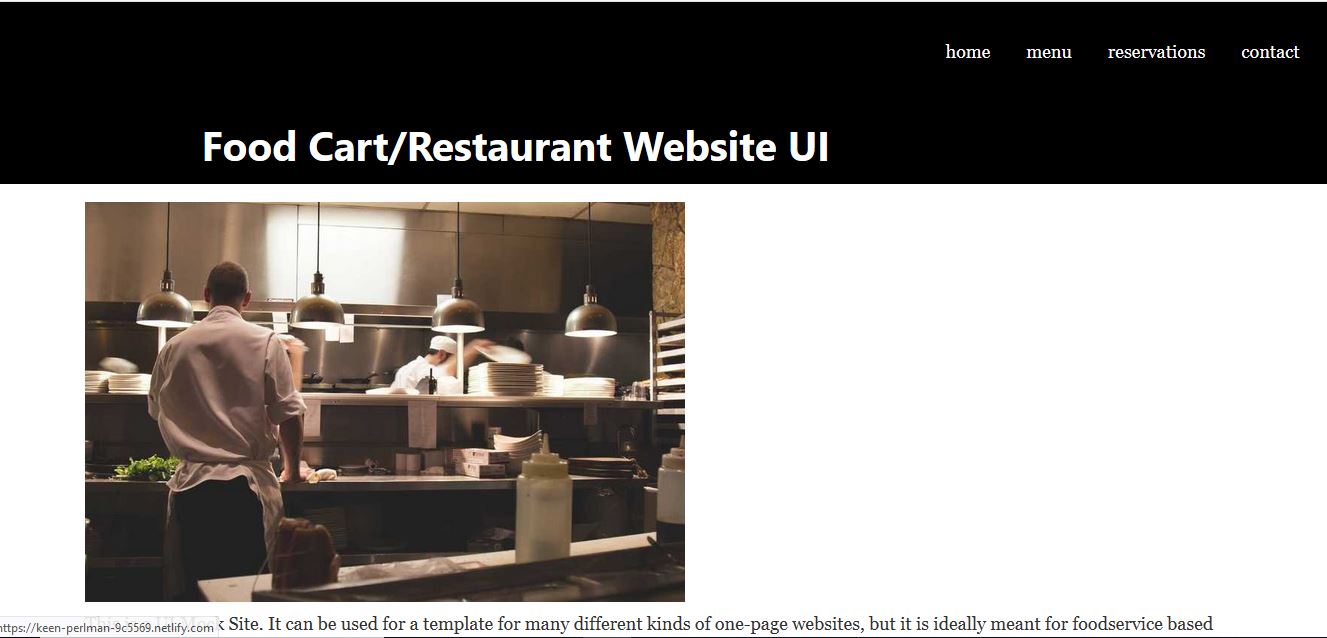 home menu reservations contact
Food Cart/Restaurant Website UI
k Site. It can be used for a template for many different kinds of one-page websites, but it is ideally meant for foodservice based
https://keen-perlman-9c5569.netlify.com